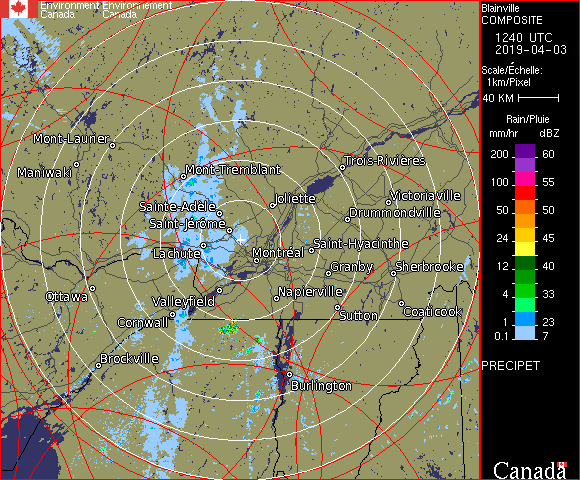 Environment Environnement
Canada Canada
Blainville
COMPOSITE
1240 UTC
2019-04-03
Scale/Échelle:
1km/Pixel
40 KM
Rain/Pluie
mm/hr dBZ
200 60
100 55
50 50
24 45
12 40
4 33
1 23
0.1 7
PRECIPET
Mont-Laurier
Maniwaki
Mont-Tremblant
Trois-Rivières
Sainte-Adèle
Joliette
Victoriaville
Drummondville
Saint-Jérôme
Saint-Hyacinthe
Lachute
Montréal
Granby
Sherbrooke
Ottawa
Valleyfield
Napierville
Cornwall
Sutton
Coaticook
Brockville
Burlington
Canada